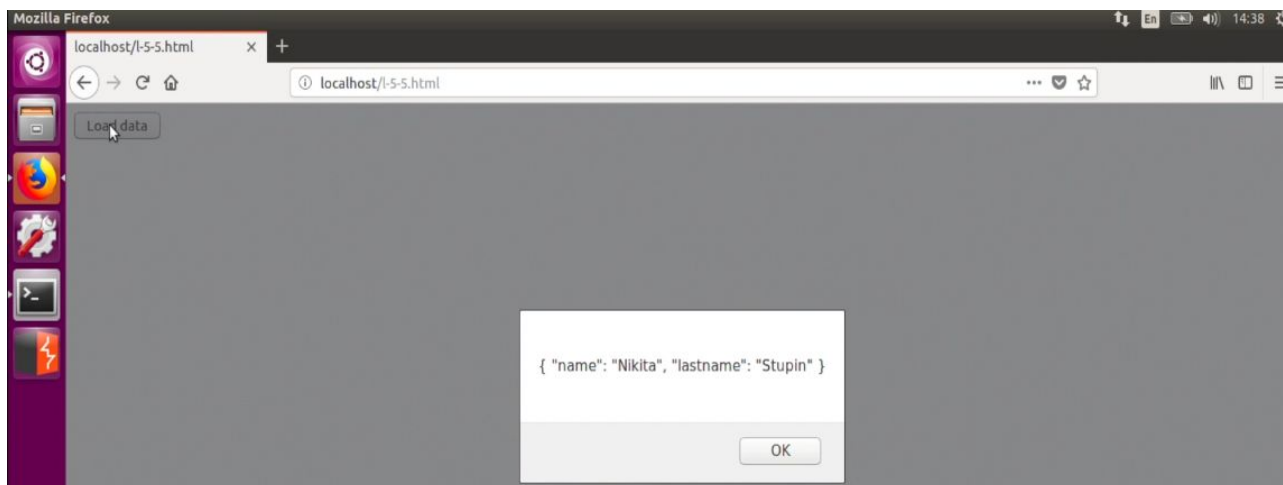 Mozilla Firefox
En
14:38
localhost/l-5-5.html
localhost/l-5-5.html
Load data
{ "name": "Nikita", "lastname": "Stupin" }
OK